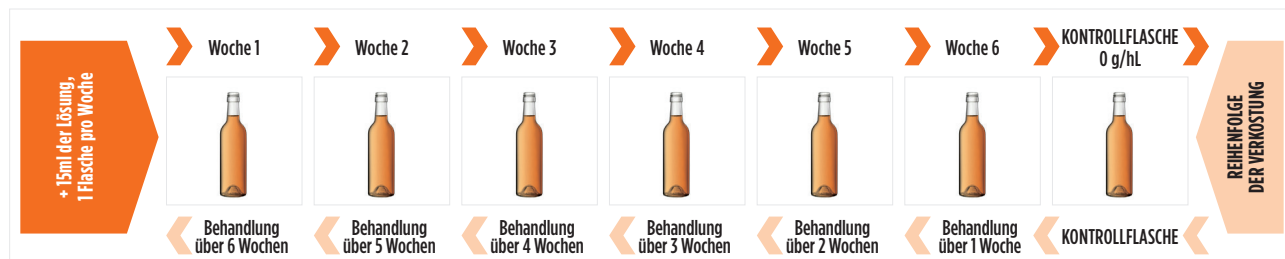 + 15ml der Lösung,
1 Flasche pro Woche
Woche 1
Woche 2
Woche 3
Woche 4
Woche 5
Woche 6
KONTROLLFLASCHE
0 g/hL
REIHENFOLGE
DER VERKOSTUNG
Behandlung
über 6 Wochen
Behandlung
über 5 Wochen
Behandlung
über 4 Wochen
Behandlung
über 3 Wochen
Behandlung
über 2 Wochen
Behandlung
über 1 Woche
KONTROLLFLASCHE